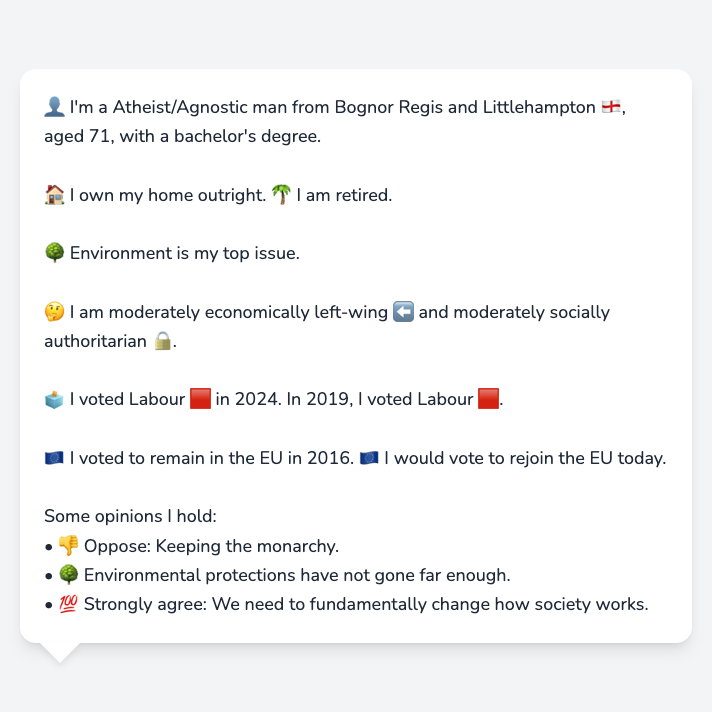 👤 I'm a Atheist/Agnostic man from Bognor Regis and Littlehampton 🏴󠁧󠁢󠁥󠁮󠁧󠁿,
aged 71, with a bachelor's degree.
🏠 I own my home outright. 🌴 I am retired.
🌳 Environment is my top issue.
🤔 I am moderately economically left-wing ⬅️ and moderately socially
authoritarian 🔒.
🗳️ I voted Labour 🟥 in 2024. In 2019, I voted Labour 🟥.
🇪🇺 I voted to remain in the EU in 2016. 🇪🇺 I would vote to rejoin the EU today.
Some opinions I hold:
• 👎 Oppose: Keeping the monarchy.
• 🌳 Environmental protections have not gone far enough.
• 💯 Strongly agree: We need to fundamentally change how society works.